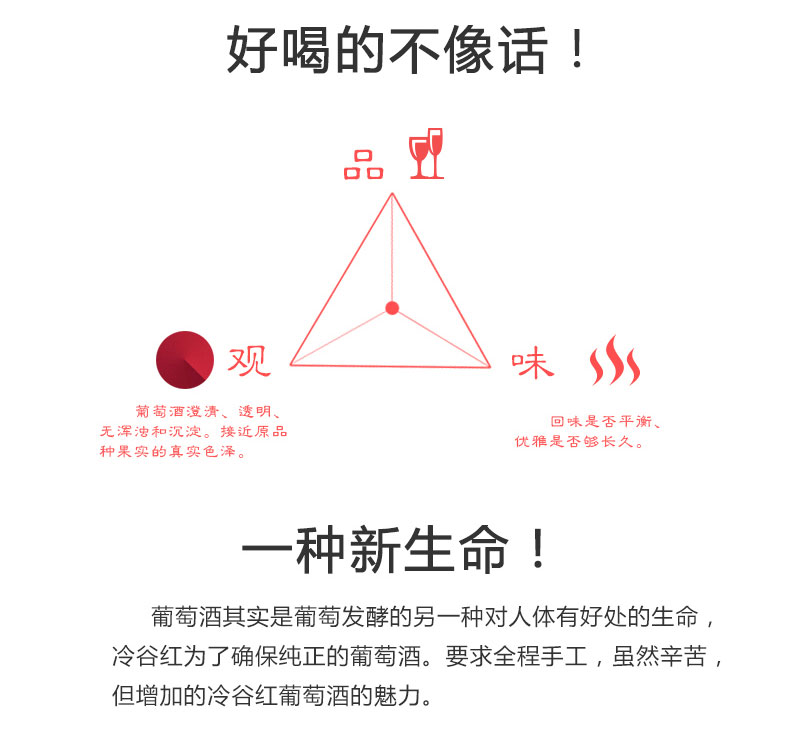 好喝的不像话！
品
观
味
葡萄酒澄清、透明、
无浑浊和沉淀。接近原品
种果实的真实色泽。
回味是否平衡、
优雅是否够长久。
一种新生命！
葡萄酒其实是葡萄发酵的另一种对人体有好处的生命，
冷谷红为了确保纯正的葡萄酒。要求全程手工，虽然辛苦，
但增加的冷谷红葡萄酒的魅力。